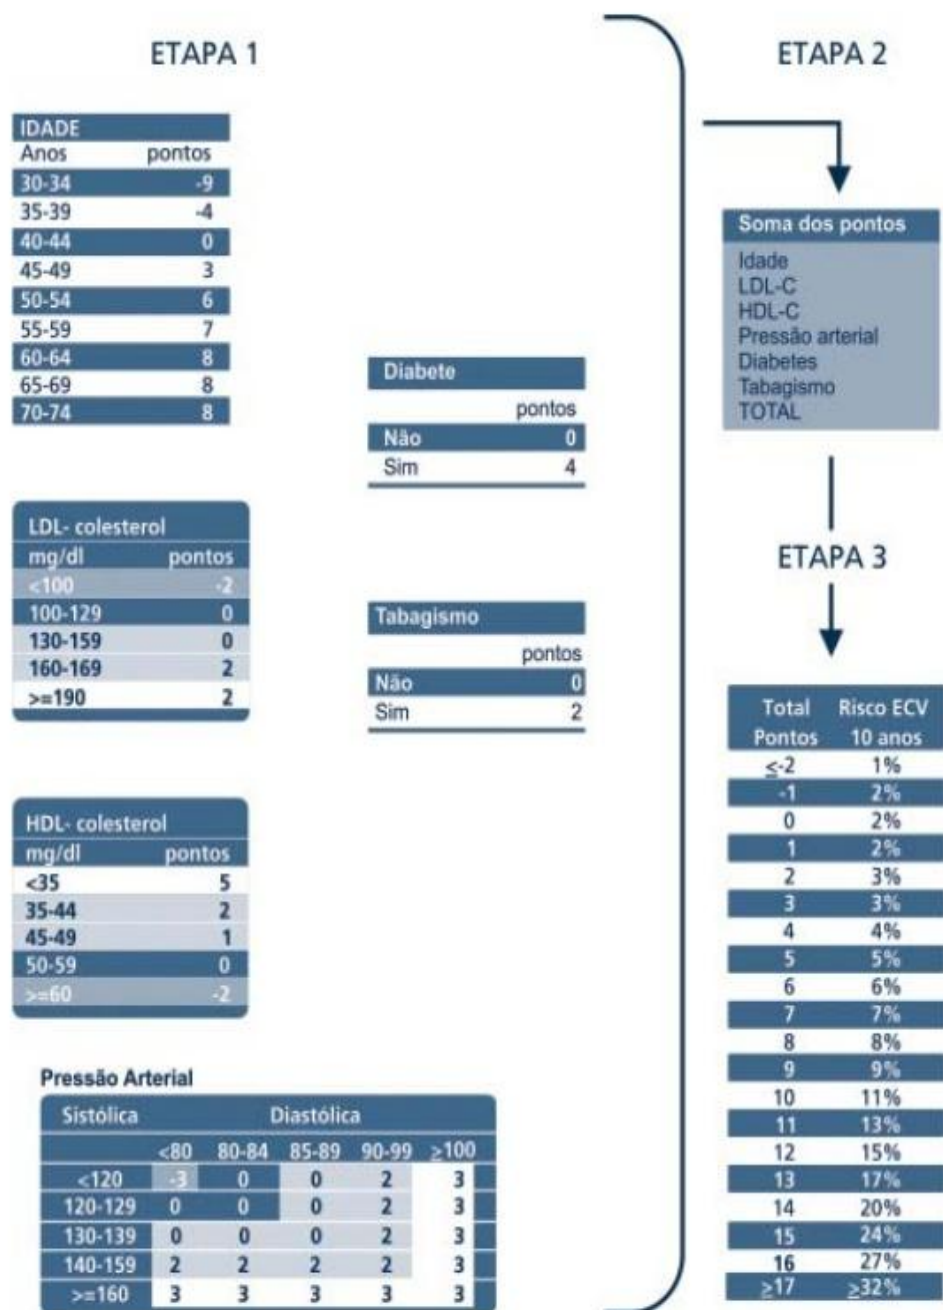 ETAPA 1
IDADE
Anos pontos
30-34 -9
35-39 -4
40-44 0
45-49 3
50-54 6
55-59 7
60-64 8
65-69 8
70-74 8
LDL- colesterol
mg/dl pontos
<100 -2
100-129 0
130-159 0
160-169 2
>=190 2
HDL- colesterol
mg/dl pontos
<35 5
35-44 2
45-49 1
50-59 0
>=60 -2
Diabete
pontos
Não 0
Sim 4
Tabagismo
pontos
Não 0
Sim 2
Pressão Arterial
Sistólica Diastólica
<80 80-84 85-89 90-99 ≥100
<120 -3 0 0 2 3
120-129 0 0 0 2 3
130-139 0 0 0 2 3
140-159 2 2 2 2 3
>=160 3 3 3 3 3
ETAPA 2
Soma dos pontos
Idade
LDL-C
HDL-C
Pressão arterial
Diabetes
Tabagismo
TOTAL
ETAPA 3
Total Risco ECV
Pontos 10 anos
≤-2 1%
-1 2%
0 2%
1 2%
2 3%
3 3%
4 4%
5 5%
6 6%
7 7%
8 8%
9 9%
10 11%
11 13%
12 15%
13 17%
14 20%
15 24%
16 27%
≥17 ≥32%